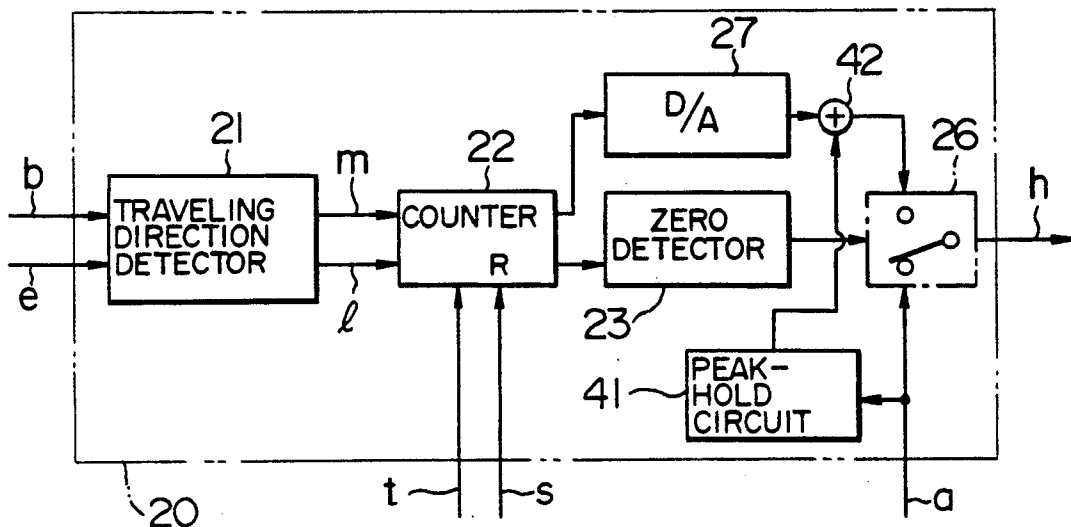 27
42
D/A
21
22
26
b
m
h
TRAVELING
DIRECTION
DETECTOR
COUNTER
R
ZERO
DETECTOR
e
l
23
41
PEAK-
HOLD
CIRCUIT
20
t
s
a